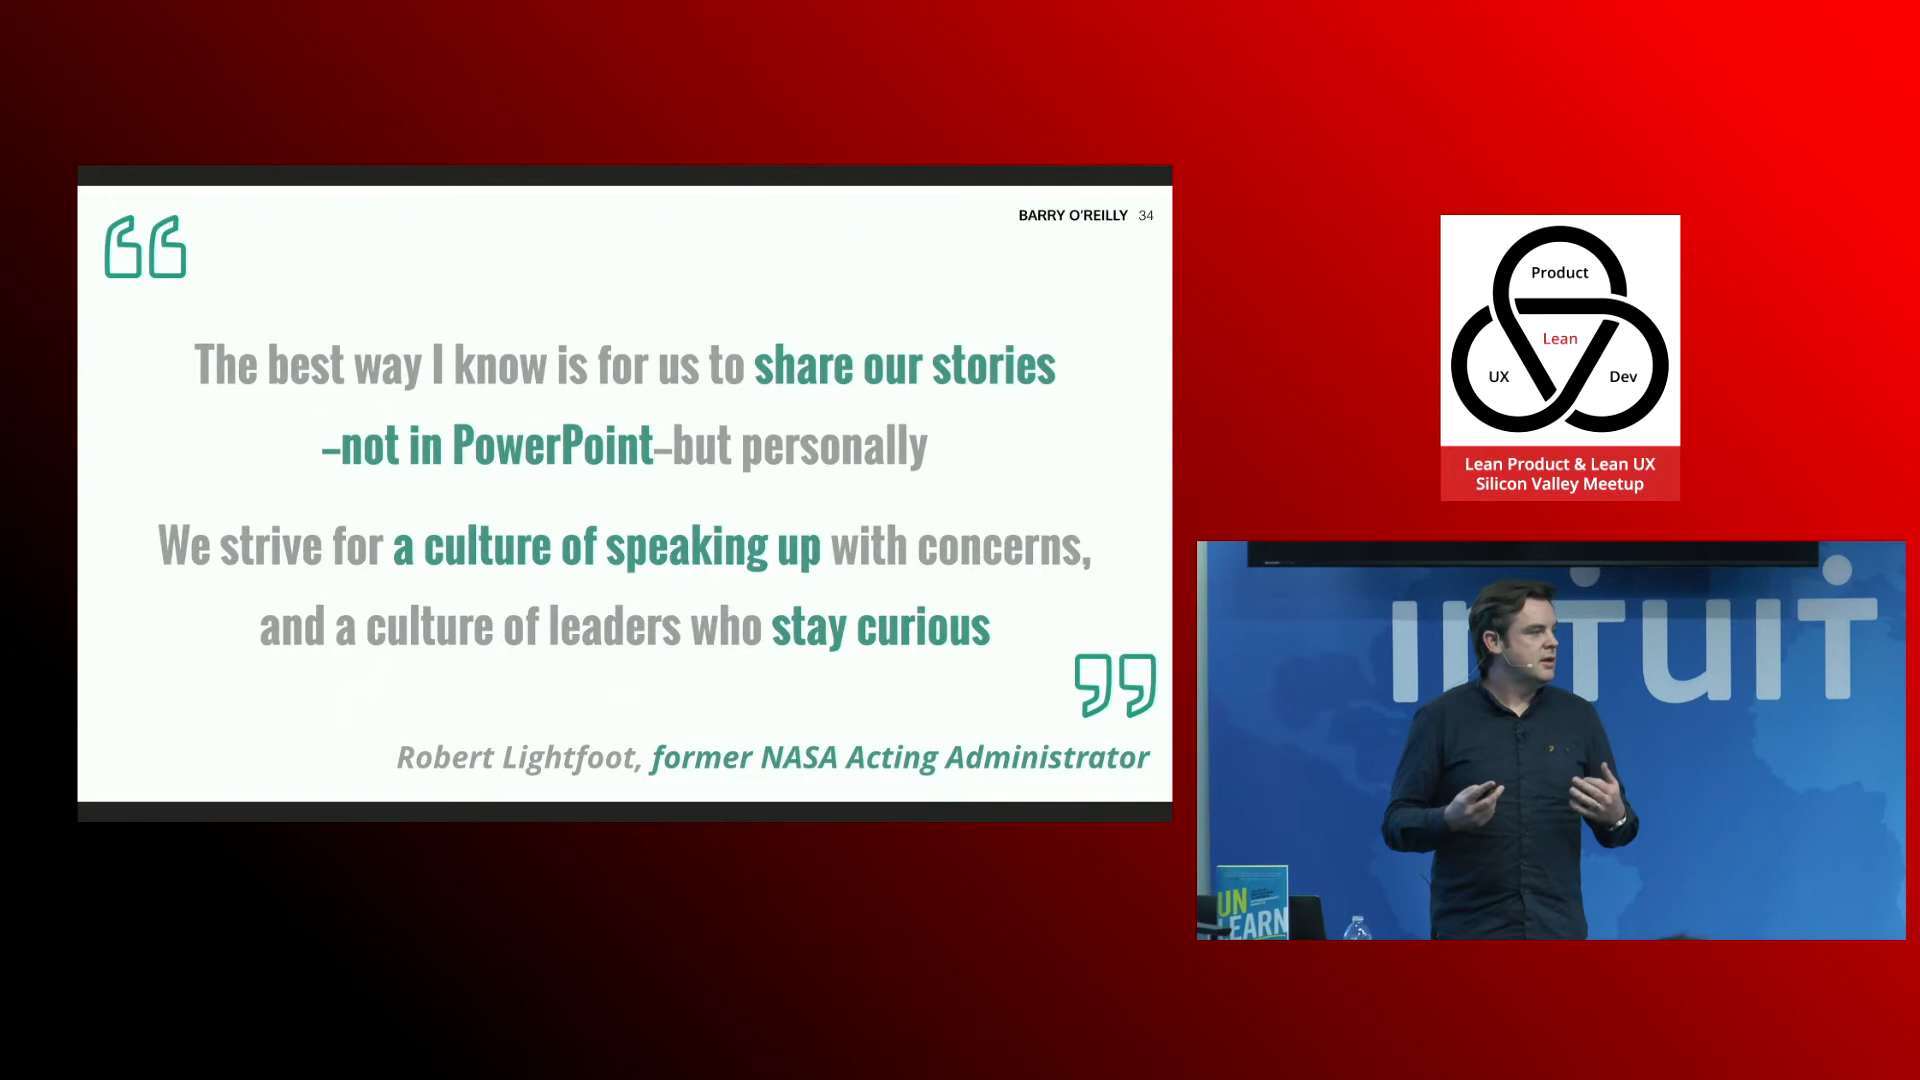 BARRY O'REILLY 34
The best way I know is for us to share our stories
–not in PowerPoint–but personally
We strive for a culture of speaking up with concerns,
and a culture of leaders who stay curious
Robert Lightfoot, former NASA Acting Administrator
Product
Lean
UX
Dev
Lean Product & Lean UX
Silicon Valley Meetup
INTUIT
UN
LEARN